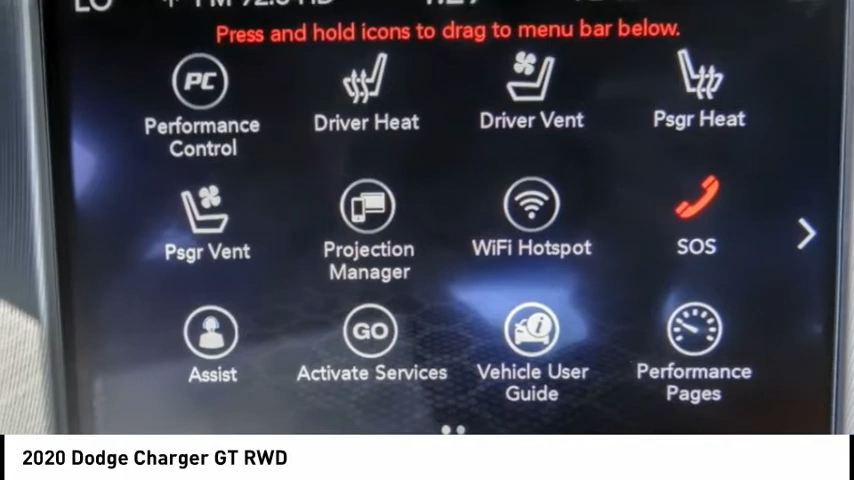 LO
Press and hold icons to drag to menu bar below.
PC
Performance Control
Driver Heat
Driver Vent
Psgr Heat
Psgr Vent
Projection Manager
WiFi Hotspot
SOS
Assist
GO
Activate Services
Vehicle User Guide
Performance Pages
2020 Dodge Charger GT RWD